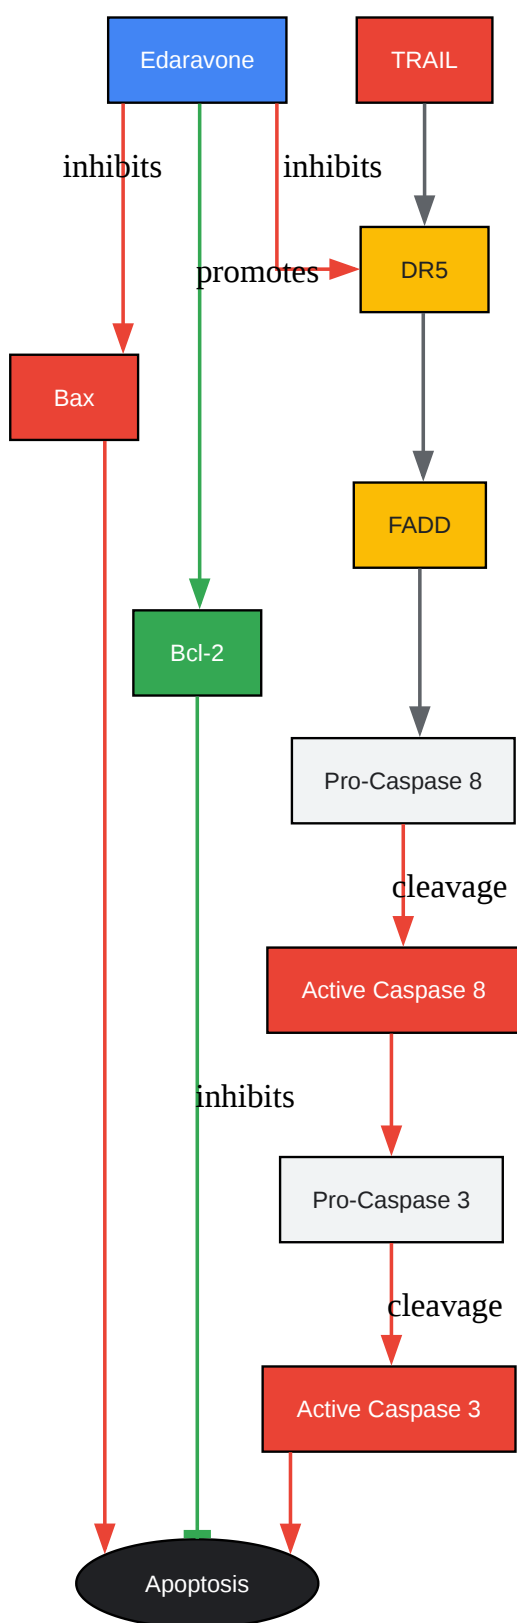 Edaravone
TRAIL
inhibits
inhibits
promotes
DR5
Bax
FADD
Bcl-2
Pro-Caspase 8
cleavage
Active Caspase 8
inhibits
Pro-Caspase 3
cleavage
Active Caspase 3
Apoptosis